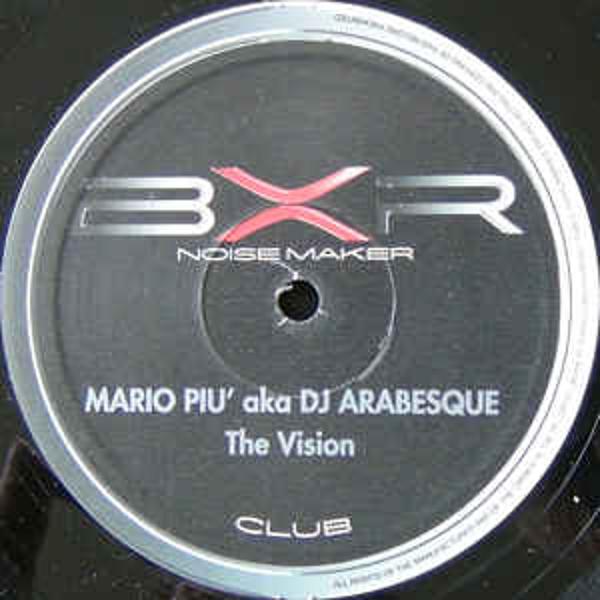 BXR
NOISE MAKER
MARIO PIU' aka DJ ARABESQUE
The Vision
CLUB